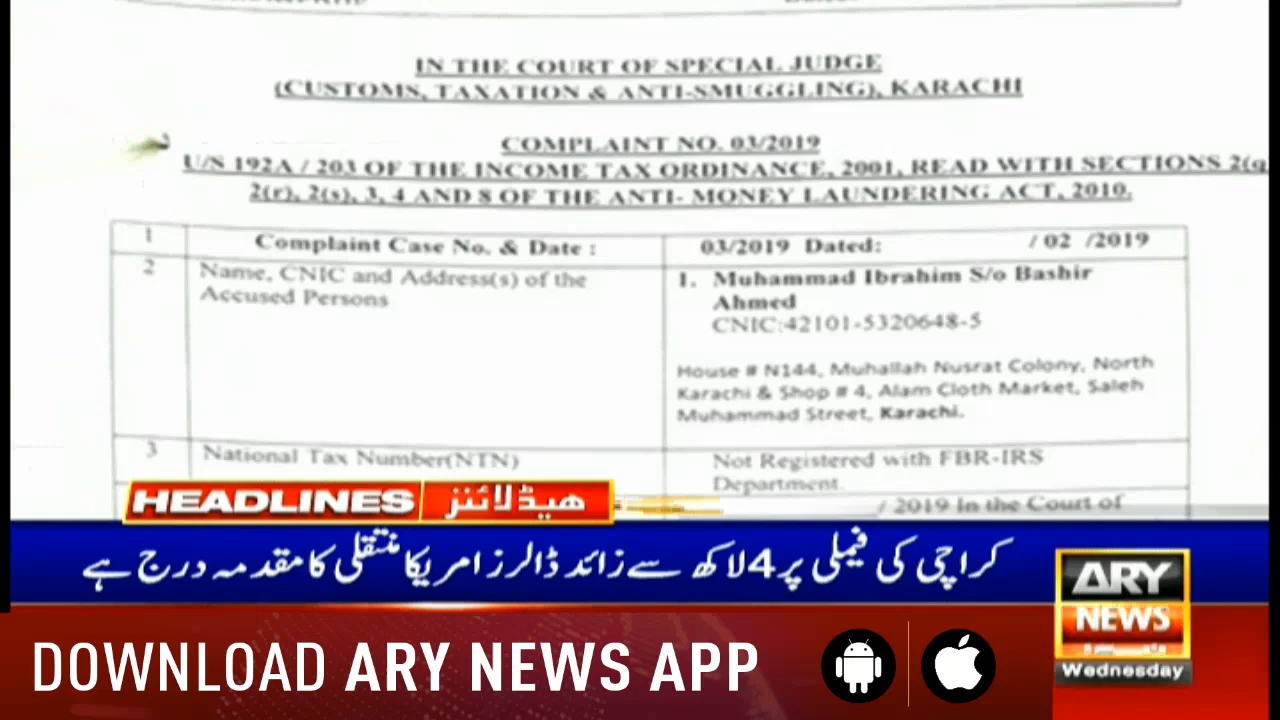 IN THE COURT OF SPECIAL JUDGE
(CUSTOMS, TAXATION & ANTI-SMUGGLING), KARACHI
COMPLAINT NO. 03/2019
U/S 192A / 203 OF THE INCOME TAX ORDINANCE, 2001, READ WITH SECTIONS 2(q
2(r), 2(s), 3, 4 AND 8 OF THE ANTI- MONEY LAUNDERING ACT, 2010.
1 Complaint Case No. & Date : 03/2019 Dated: / 02 /2019
2 Name, CNIC and Address(s) of the Accused Persons
1. Muhammad Ibrahim S/o Bashir
Ahmed
CNIC:42101-5320648-5
House # N144, Muhallah Nusrat Colony, North
Karachi & Shop # 4, Alam Cloth Market, Saleh
Muhammad Street, Karachi.
3 National Tax Number(NTN) Not Registered with FBR-IRS
Department.
/ 2019 In the Court of
HEADLINES ہیڈلائنز
کراچی کی فیملی پر 4 لاکھ سے زائد ڈالرز امریکا منتقلی کا مقدمہ درج ہے
ARY
NEWS
Wednesday
DOWNLOAD ARY NEWS APP